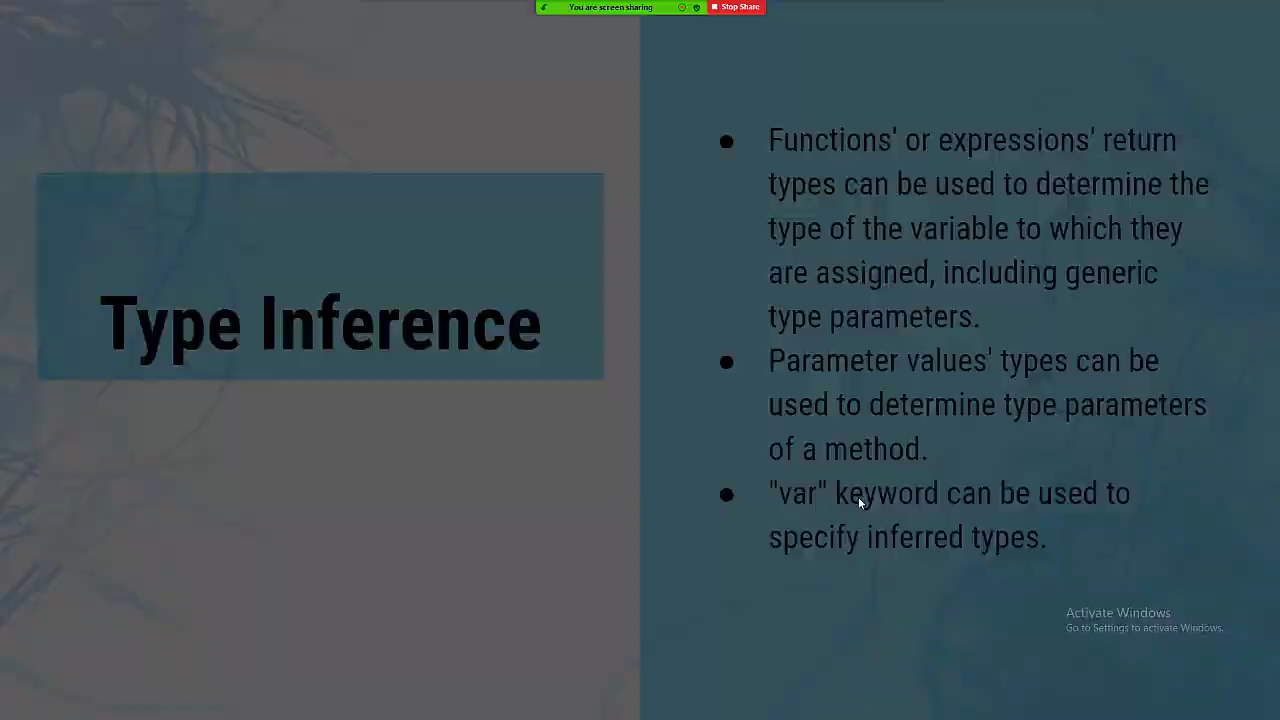 You are screen sharing
Stop Share
Type Inference
● Functions' or expressions' return
types can be used to determine the
type of the variable to which they
are assigned, including generic
type parameters.
● Parameter values' types can be
used to determine type parameters
of a method.
● "var" keyword can be used to
specify inferred types.
Activate Windows
Go to Settings to activate Windows.